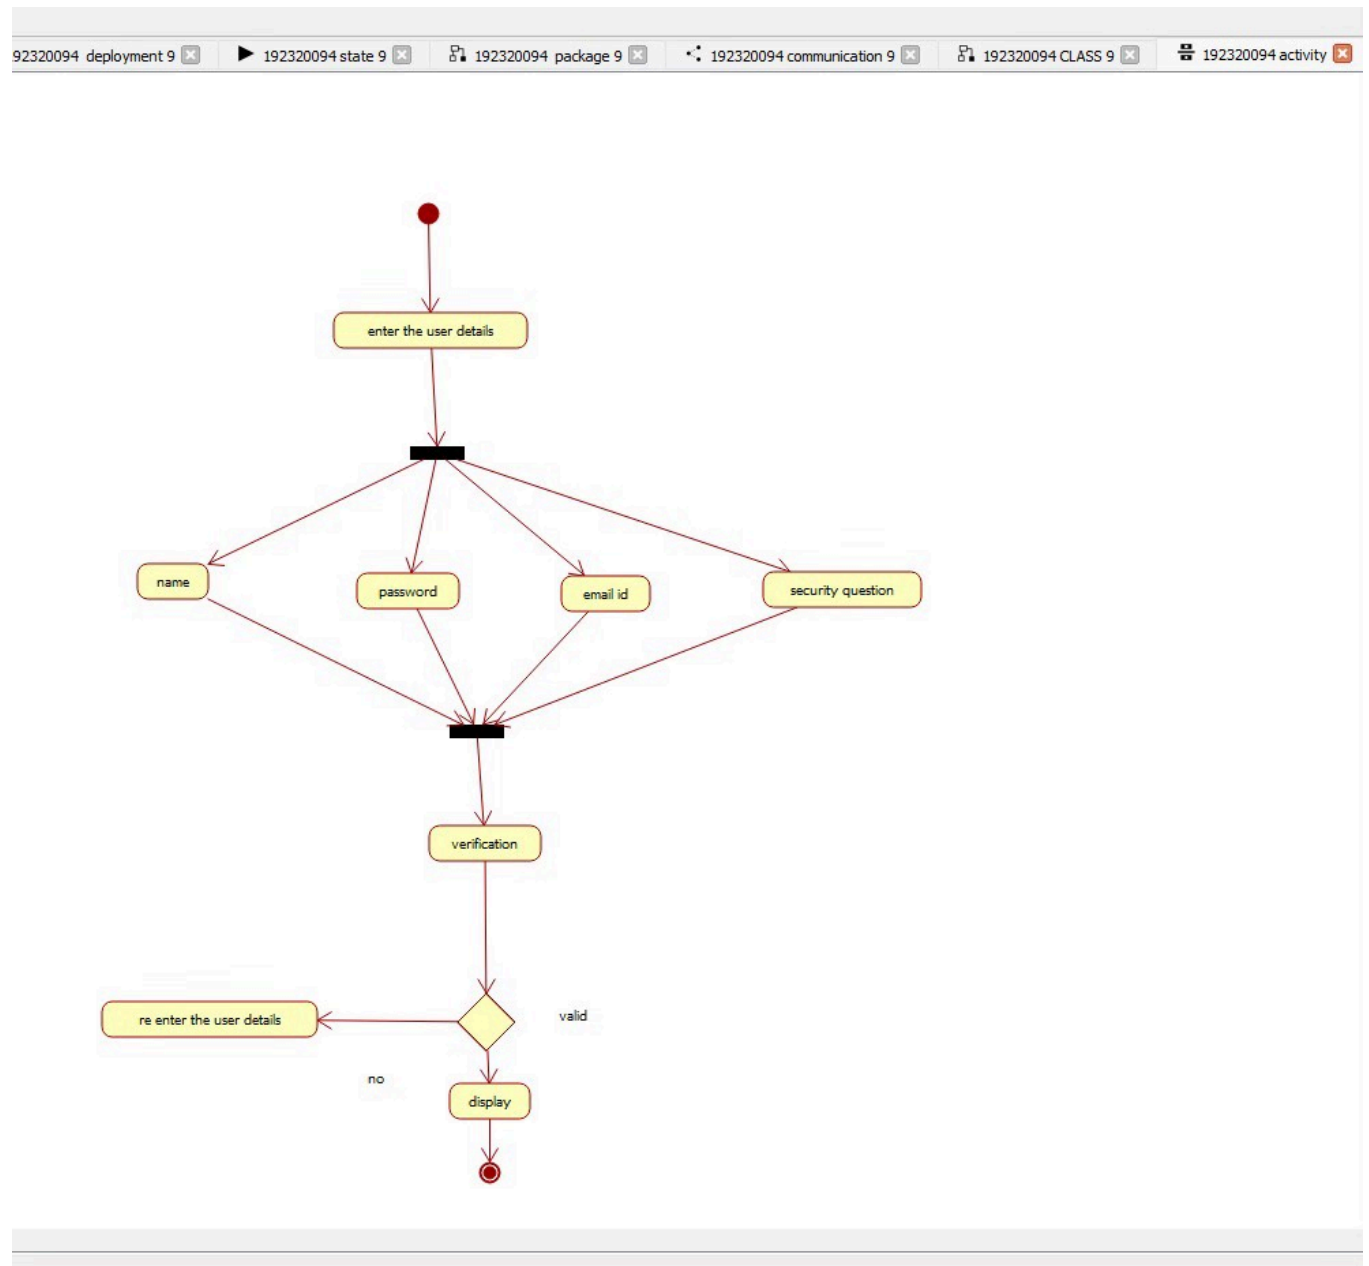 92320094 deployment 9
192320094 state 9
192320094 package 9
192320094 communication 9
192320094 CLASS 9
192320094 activity
enter the user details
name
password
email id
security question
verification
re enter the user details
valid
no
display